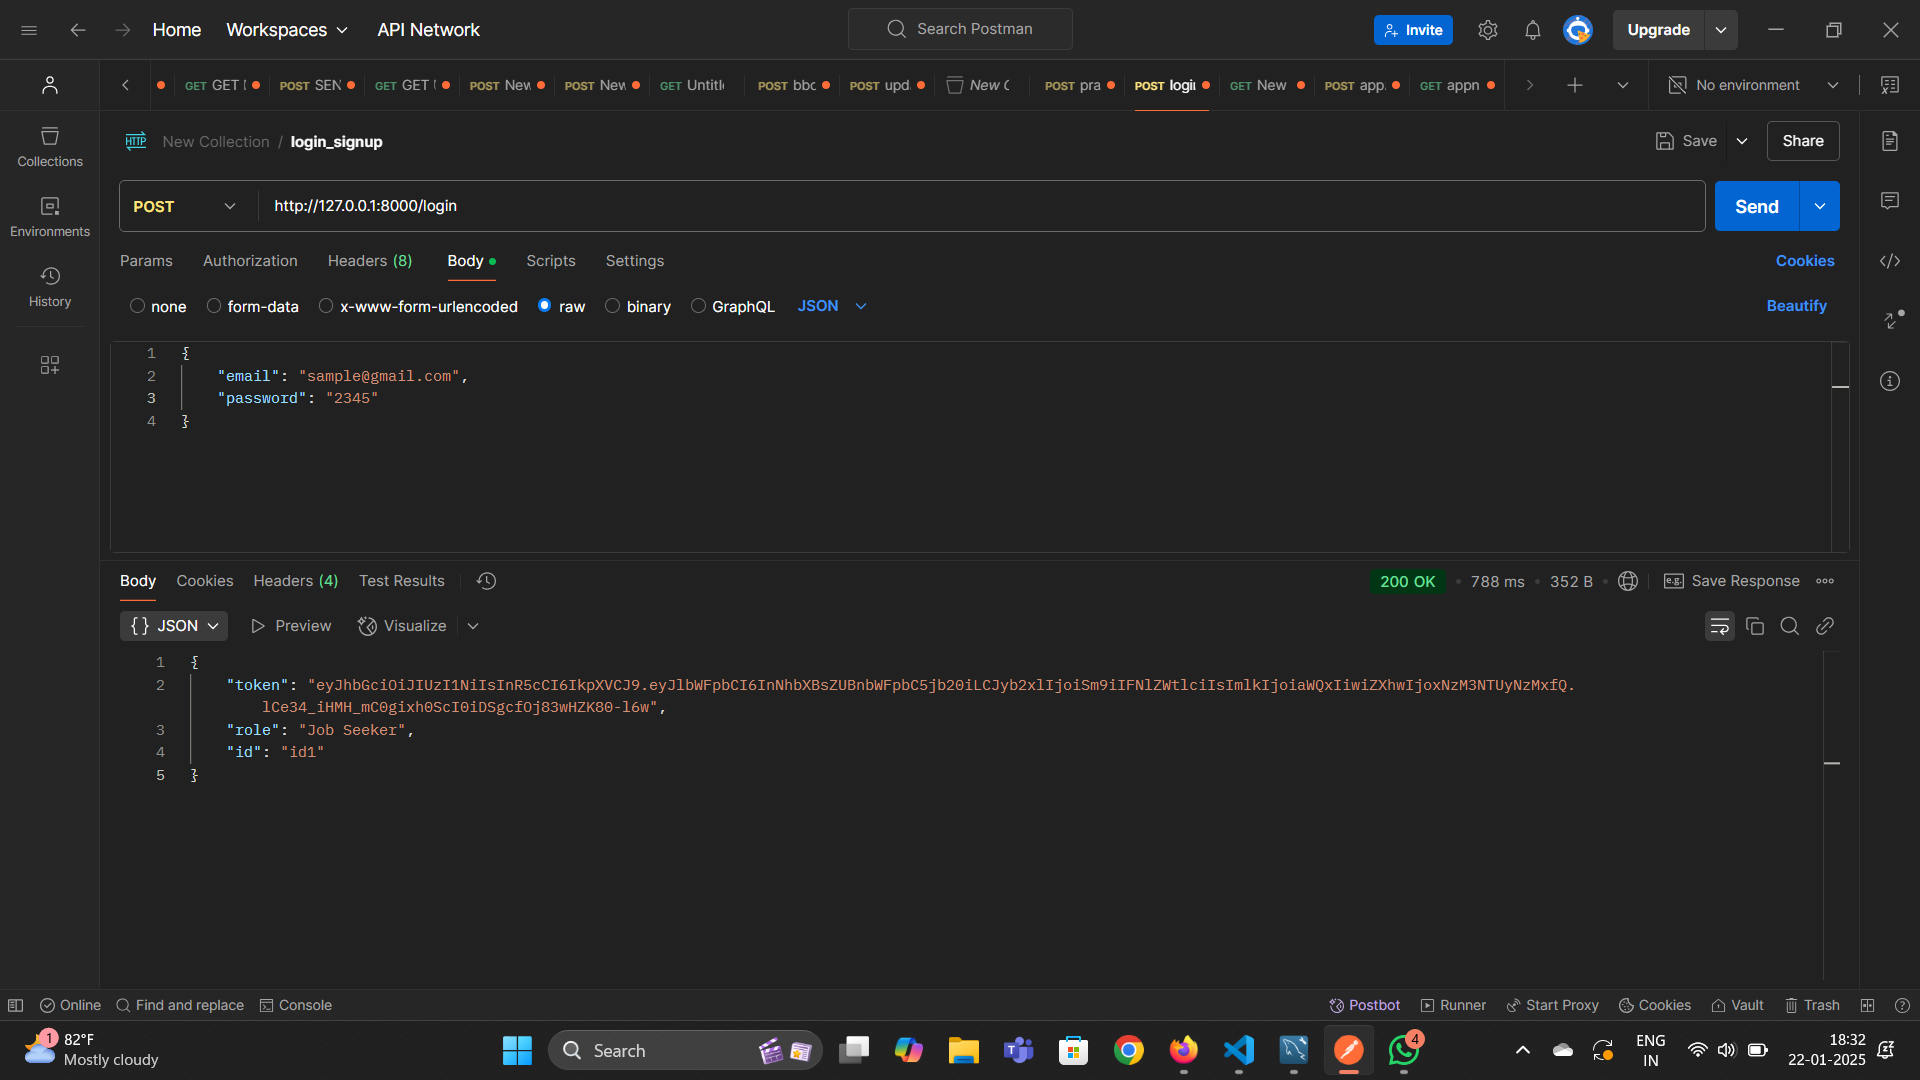 Home Workspaces API Network Search Postman Invite Upgrade
GET GET POST SEN GET GET POST New POST New GET Untitle POST bbc POST upd New C POST pra POST logi GET New POST app GET appn No environment
HTTP New Collection / login_signup Save Share
POST http://127.0.0.1:8000/login Send
Params Authorization Headers (8) Body Scripts Settings Cookies
none form-data x-www-form-urlencoded raw binary GraphQL JSON Beautify
1 {
2 "email": "sample@gmail.com",
3 "password": "2345"
4 }
Collections
Environments
History
Body Cookies Headers (4) Test Results 200 OK • 788 ms • 352 B • e.g. Save Response
{} JSON Preview Visualize
1 {
2 "token": "eyJhbGciOiJIUzI1NiIsInR5cCI6IkpXVCJ9.eyJlbWFpbCI6InNhbXBsZUBnbWFpbC5jb20iLCJyb2xlIjoiSm9iIFNlZWtlciIsImlkIjoiaWQxIiwiZXhwIjoxNzM3NTUyNzMxfQ.
lCe34_iHMH_mC0gixh0ScI0iDSgcfOj83wHZK80-l6w",
3 "role": "Job Seeker",
4 "id": "id1"
5 }
Online Find and replace Console Postbot Runner Start Proxy Cookies Vault Trash
1 82°F
Mostly cloudy
Search
4
ENG
IN
18:32
22-01-2025